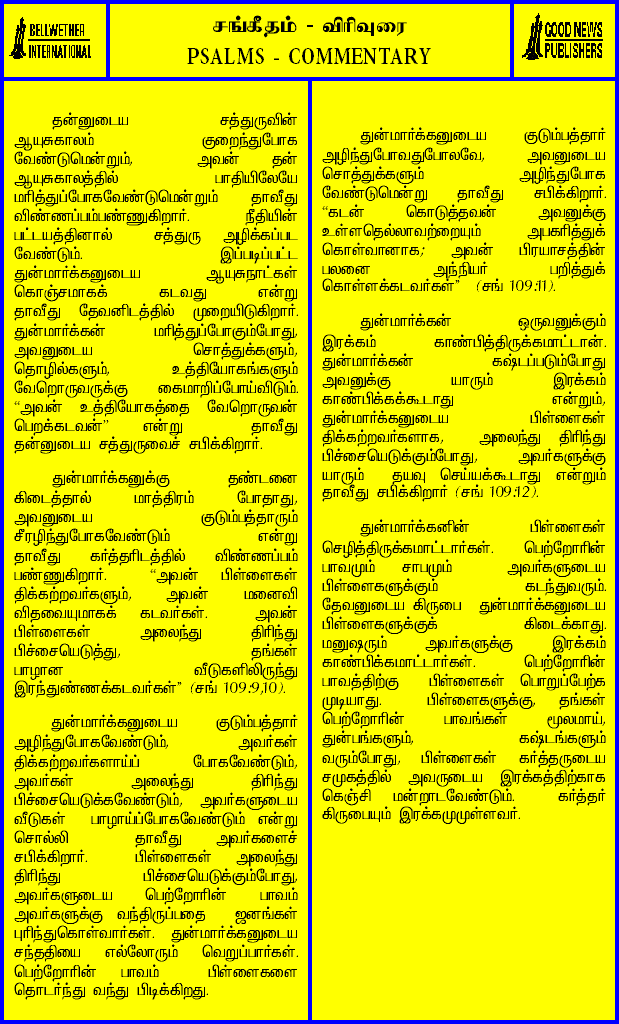 BELLWETHER
INTERNATIONAL
சங்கீதம் - விரிவுரை
PSALMS - COMMENTARY
GOOD NEWS
PUBLISHERS
தன்னுடைய சத்துருவின்
ஆயுசுகாலம் குறைந்துபோக
வேண்டுமென்றும், அவன் தன்
ஆயுசுகாலத்தில் பாதியிலேயே
மரித்துப்போகவேண்டுமென்றும் தாவீது
விண்ணப்பம்பண்ணுகிறார். நீதியின்
பட்டயத்தினால் சத்துரு அழிக்கப்பட
வேண்டும். இப்படிப்பட்ட
துன்மார்க்கனுடைய ஆயுசுநாட்கள்
கொஞ்சமாகக் கடவது என்று
தாவீது தேவனிடத்தில் முறையிடுகிறார்.
துன்மார்க்கன் மரித்துப்போகும்போது,
அவனுடைய சொத்துக்களும்,
தொழில்களும், உத்தியோகங்களும்
வேறொருவருக்கு கைமாறிப்போய்விடும்.
“அவன் உத்தியோகத்தை வேறொருவன்
பெறக்கடவன்” என்று தாவீது
தன்னுடைய சத்துருவைச் சபிக்கிறார்.
துன்மார்க்கனுக்கு தண்டனை
கிடைத்தால் மாத்திரம் போதாது,
அவனுடைய குடும்பத்தாரும்
சீரழிந்துபோகவேண்டும் என்று
தாவீது கர்த்தரிடத்தில் விண்ணப்பம்
பண்ணுகிறார். “அவன் பிள்ளைகள்
திக்கற்றவர்களும், அவன் மனைவி
விதவையுமாகக் கடவர்கள். அவன்
பிள்ளைகள் அலைந்து திரிந்து
பிச்சையெடுத்து, தங்கள்
பாழான வீடுகளிலிருந்து
இரந்துண்ணக்கடவர்கள்” (சங் 109:9,10).
துன்மார்க்கனுடைய குடும்பத்தார்
அழிந்துபோகவேண்டும், அவர்கள்
திக்கற்றவர்களாய்ப் போகவேண்டும்,
அவர்கள் அலைந்து திரிந்து
பிச்சையெடுக்கவேண்டும், அவர்களுடைய
வீடுகள் பாழாய்ப்போகவேண்டும் என்று
சொல்லி தாவீது அவர்களைச்
சபிக்கிறார். பிள்ளைகள் அலைந்து
திரிந்து பிச்சையெடுக்கும்போது,
அவர்களுடைய பெற்றோரின் பாவம்
அவர்களுக்கு வந்திருப்பதை ஜனங்கள்
புரிந்துகொள்வார்கள். துன்மார்க்கனுடைய
சந்ததியை எல்லோரும் வெறுப்பார்கள்.
பெற்றோரின் பாவம் பிள்ளைகளை
தொடர்ந்து வந்து பிடிக்கிறது.
துன்மார்க்கனுடைய குடும்பத்தார்
அழிந்துபோவதுபோலவே, அவனுடைய
சொத்துக்களும் அழிந்துபோக
வேண்டுமென்று தாவீது சபிக்கிறார்.
“கடன் கொடுத்தவன் அவனுக்கு
உள்ளதெல்லாவற்றையும் அபகரித்துக்
கொள்வானாக; அவன் பிரயாசத்தின்
பலனை அந்நியர் பறித்துக்
கொள்ளக்கடவர்கள்” (சங் 109:11).
துன்மார்க்கன் ஒருவனுக்கும்
இரக்கம் காண்பித்திருக்கமாட்டான்.
துன்மார்க்கன் கஷ்டப்படும்போது
அவனுக்கு யாரும் இரக்கம்
காண்பிக்கக்கூடாது என்றும்,
துன்மார்க்கனுடைய பிள்ளைகள்
திக்கற்றவர்களாக, அலைந்து திரிந்து
பிச்சையெடுக்கும்போது, அவர்களுக்கு
யாரும் தயவு செய்யக்கூடாது என்றும்
தாவீது சபிக்கிறார் (சங் 109:12).
துன்மார்க்கனின் பிள்ளைகள்
செழித்திருக்கமாட்டார்கள். பெற்றோரின்
பாவமும் சாபமும் அவர்களுடைய
பிள்ளைகளுக்கும் கடந்துவரும்.
தேவனுடைய கிருபை துன்மார்க்கனுடைய
பிள்ளைகளுக்குக் கிடைக்காது.
மனுஷரும் அவர்களுக்கு இரக்கம்
காண்பிக்கமாட்டார்கள். பெற்றோரின்
பாவத்திற்கு பிள்ளைகள் பொறுப்பேற்க
முடியாது. பிள்ளைகளுக்கு, தங்கள்
பெற்றோரின் பாவங்கள் மூலமாய்,
துன்பங்களும், கஷ்டங்களும்
வரும்போது, பிள்ளைகள் கர்த்தருடைய
சமுகத்தில் அவருடைய இரக்கத்திற்காக
கெஞ்சி மன்றாடவேண்டும். கர்த்தர்
கிருபையும் இரக்கமுமுள்ளவர்.